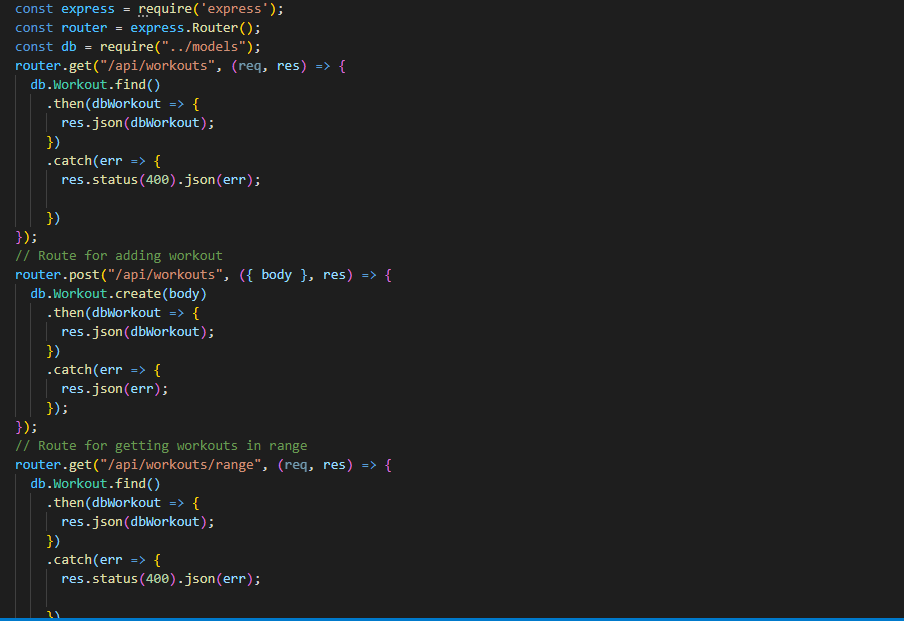 const express = require('express');
const router = express.Router();
const db = require("../models");
router.get("/api/workouts", (req, res) => {
  db.Workout.find()
    .then(dbWorkout => {
      res.json(dbWorkout);
    })
    .catch(err => {
      res.status(400).json(err);
    })
});
// Route for adding workout
router.post("/api/workouts", ({ body }, res) => {
  db.Workout.create(body)
    .then(dbWorkout => {
      res.json(dbWorkout);
    })
    .catch(err => {
      res.json(err);
    });
});
// Route for getting workouts in range
router.get("/api/workouts/range", (req, res) => {
  db.Workout.find()
    .then(dbWorkout => {
      res.json(dbWorkout);
    })
    .catch(err => {
      res.status(400).json(err);
    })